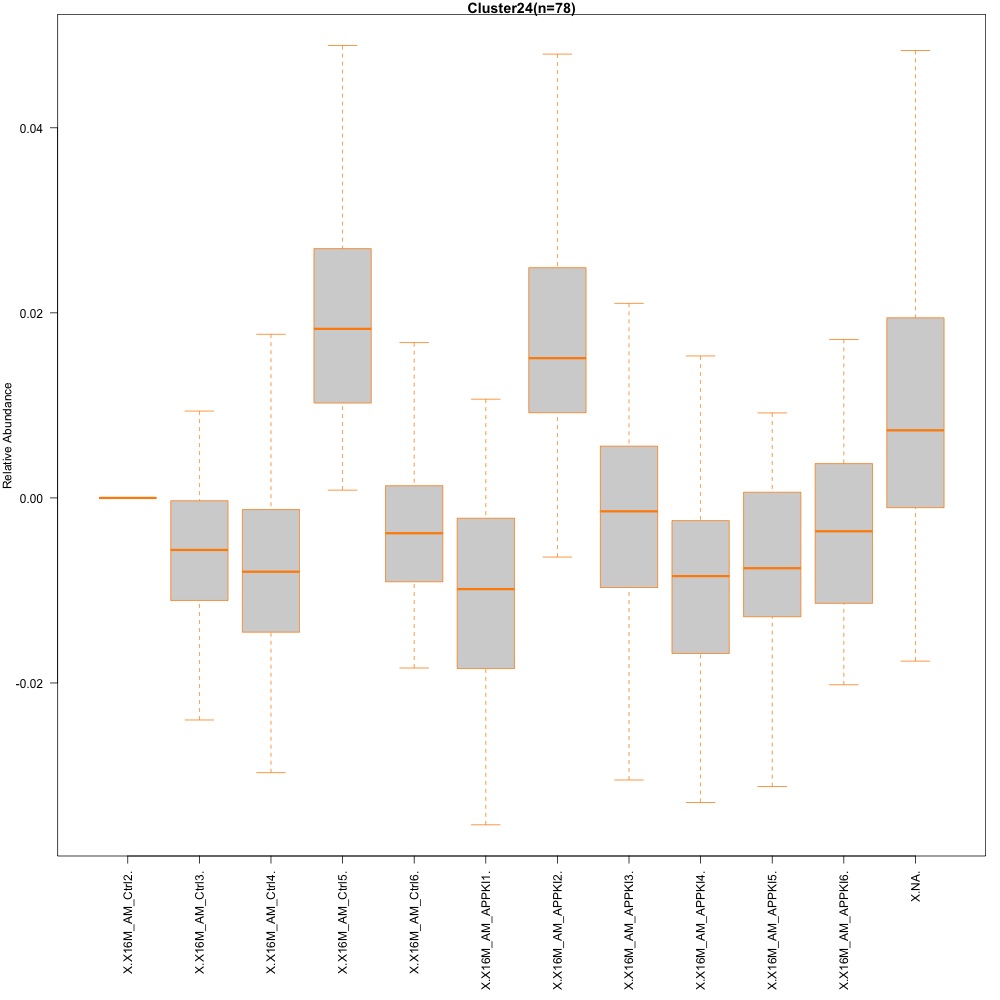 Cluster24(n=78)
Relative Abundance
0.04
0.02
0.00
-0.02
X.X16M_AM_Ctrl2.
X.X16M_AM_Ctrl3.
X.X16M_AM_Ctrl4.
X.X16M_AM_Ctrl5.
X.X16M_AM_Ctrl6.
X.X16M_AM_APPKI1.
X.X16M_AM_APPKI2.
X.X16M_AM_APPKI3.
X.X16M_AM_APPKI4.
X.X16M_AM_APPKI5.
X.X16M_AM_APPKI6.
X.NA.